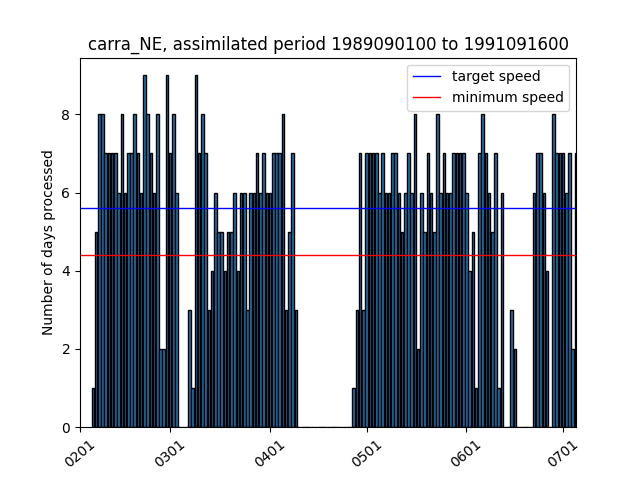 carra_NE, assimilated period 1989090100 to 1991091600
target speed
minimum speed
Number of days processed
8
6
4
2
0
0201
0301
0401
0501
0601
0701